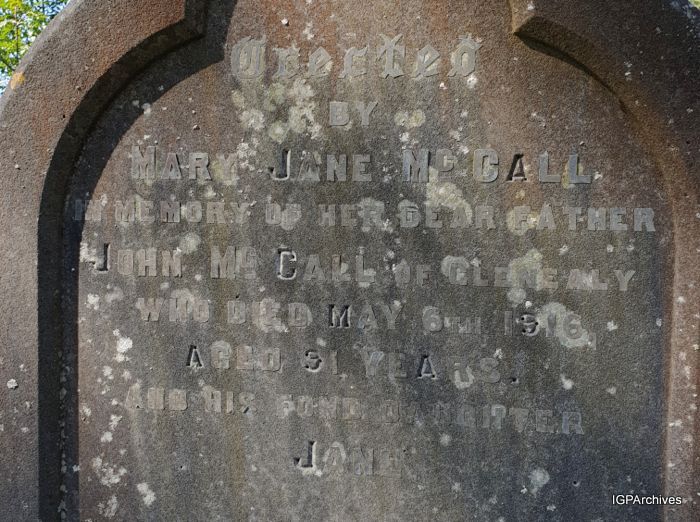 Erected
BY
MARY JANE MCCALL
IN MEMORY OF HER DEAR FATHER
JOHN MCCALL OF GLENEALY
WHO DIED MAY 6TH 1916,
AGED 91 YEARS.
AND HIS FOND DAUGHTER
JANE
IGPArchives